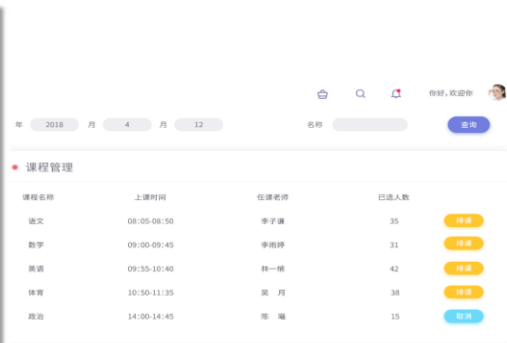 你好，欢迎你
年 2018 月 4 月 12 名称 查询
课程管理
课程名称 上课时间 任课老师 已选人数
语文 08:05-08:50 李子谦 35 排课
数学 09:00-09:45 李雨婷 31 排课
英语 09:55-10:40 林一楠 42 排课
体育 10:50-11:35 吴 月 38 排课
政治 14:00-14:45 陈 曦 15 取消